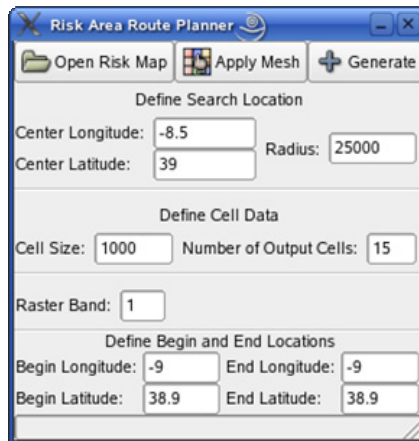 Risk Area Route Planner
Open Risk Map Apply Mesh Generate
Define Search Location
Center Longitude: -8.5
Radius: 25000
Center Latitude: 39
Define Cell Data
Cell Size: 1000 Number of Output Cells: 15
Raster Band: 1
Define Begin and End Locations
Begin Longitude: -9 End Longitude: -9
Begin Latitude: 38.9 End Latitude: 38.9